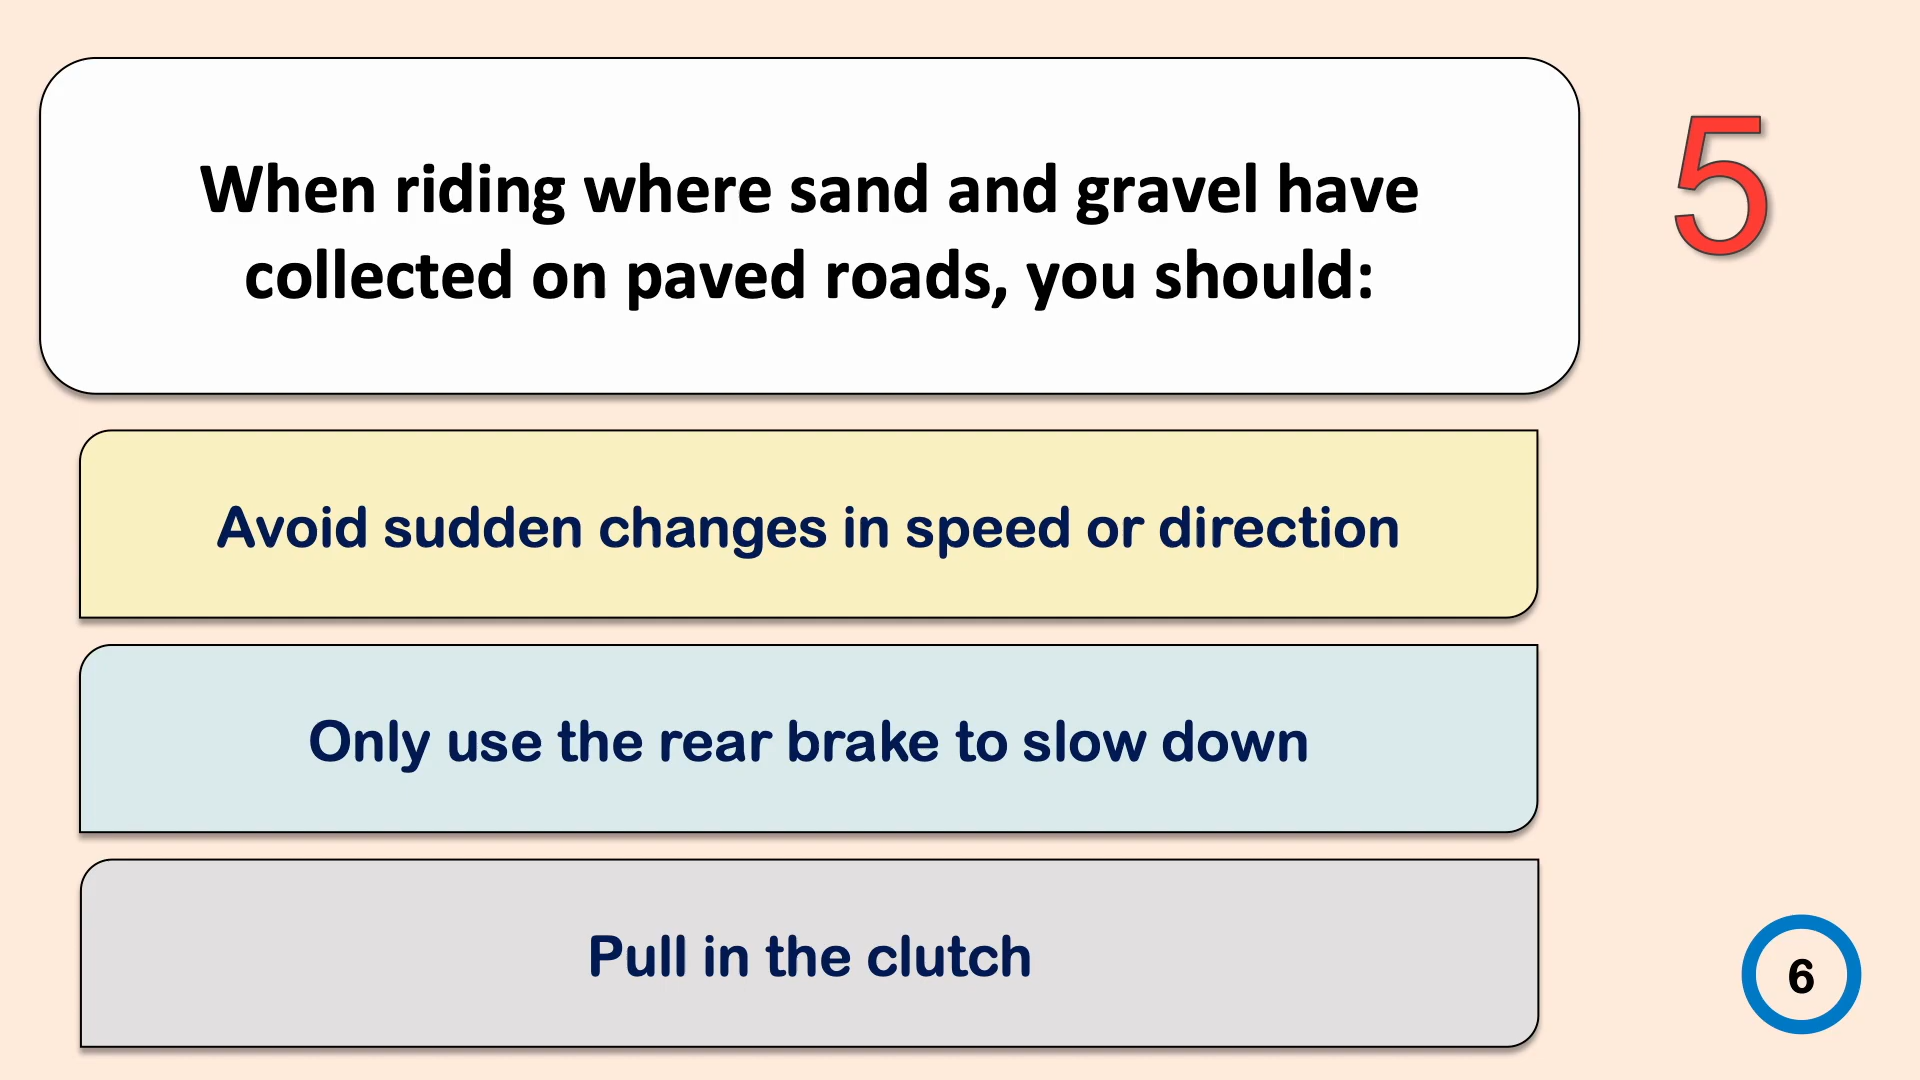 When riding where sand and gravel have
collected on paved roads, you should:
5
Avoid sudden changes in speed or direction
Only use the rear brake to slow down
Pull in the clutch
6